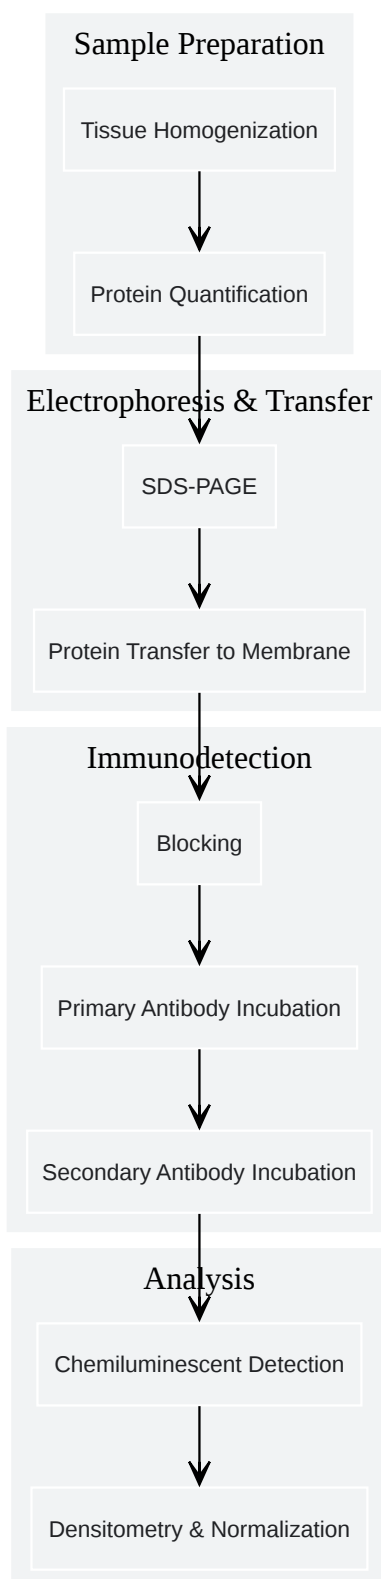 Sample Preparation
Tissue Homogenization
Protein Quantification
Electrophoresis & Transfer
SDS-PAGE
Protein Transfer to Membrane
Immunodetection
Blocking
Primary Antibody Incubation
Secondary Antibody Incubation
Analysis
Chemiluminescent Detection
Densitometry & Normalization